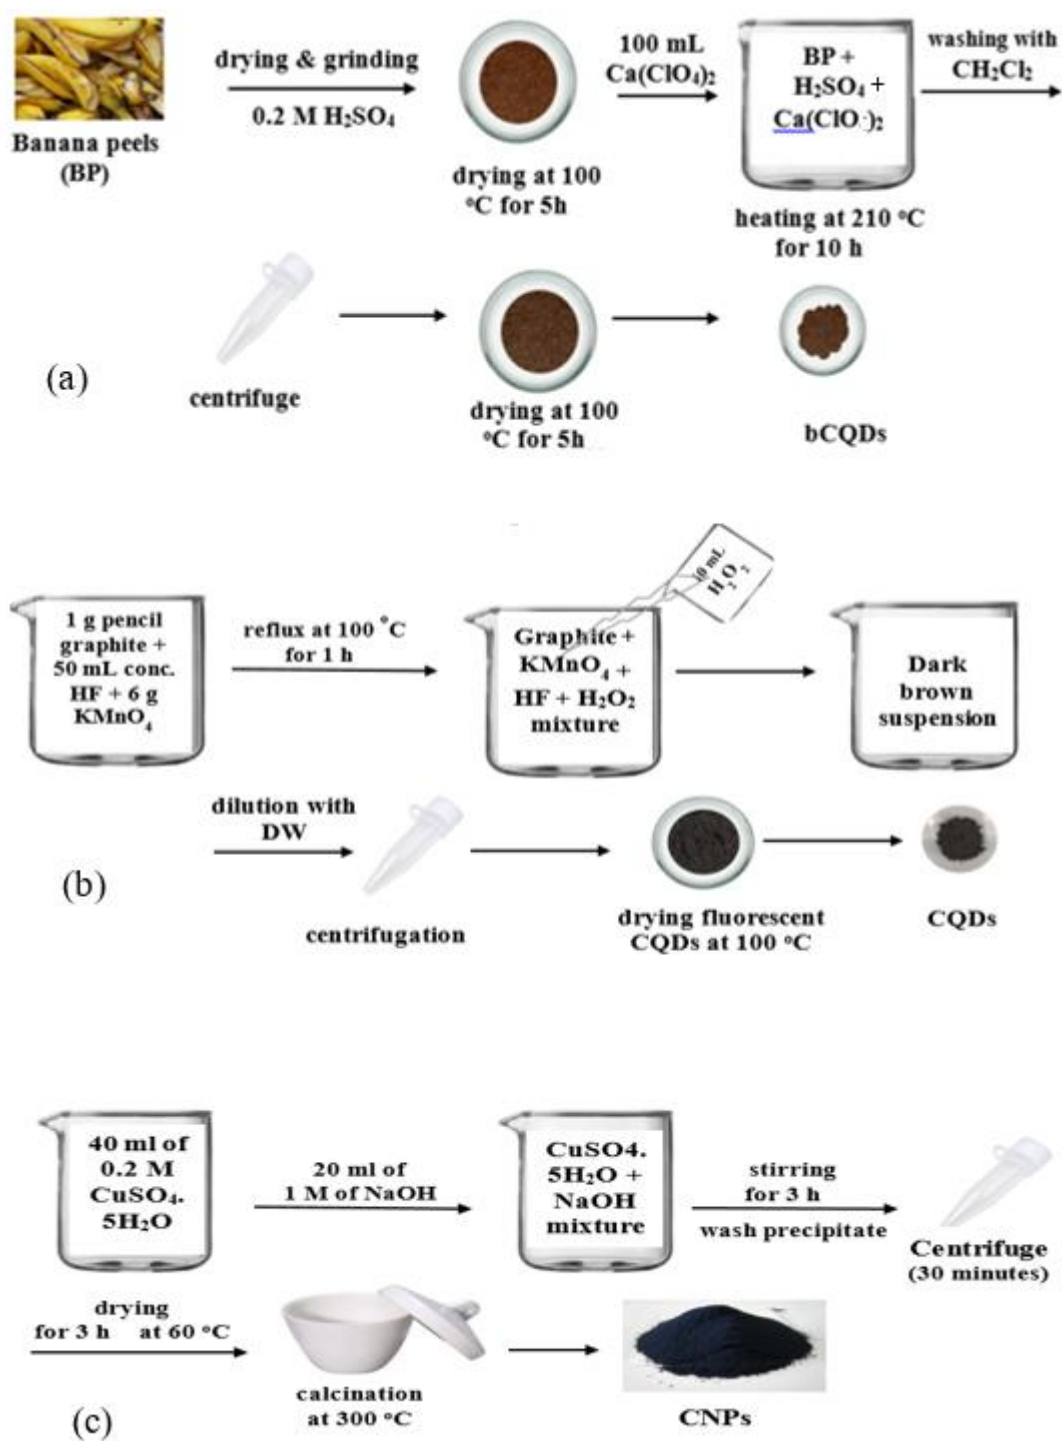 Banana peels
(BP)
drying & grinding
0.2 M H₂SO₄
drying at 100
°C for 5h
100 mL
Ca(ClO₄)₂
BP +
H₂SO₄ +
Ca(ClO:)₂
heating at 210 °C
for 10 h
washing with
CH₂Cl₂
(a)
centrifuge
drying at 100
°C for 5h
bCQDs
1 g pencil
graphite +
50 mL conc.
HF + 6 g
KMnO₄
reflux at 100 °C
for 1 h
mL
H₂O₂
Graphite +
KMnO₄ +
HF + H₂O₂
mixture
Dark
brown
suspension
dilution with
DW
(b)
centrifugation
drying fluorescent
CQDs at 100 °C
CQDs
40 ml of
0.2 M
CuSO₄.
5H₂O
20 ml of
1 M of NaOH
CuSO4.
5H₂O +
NaOH
mixture
stirring
for 3 h
wash precipitate
Centrifuge
(30 minutes)
drying
for 3 h at 60 °C
calcination
at 300 °C
CNPs
(c)